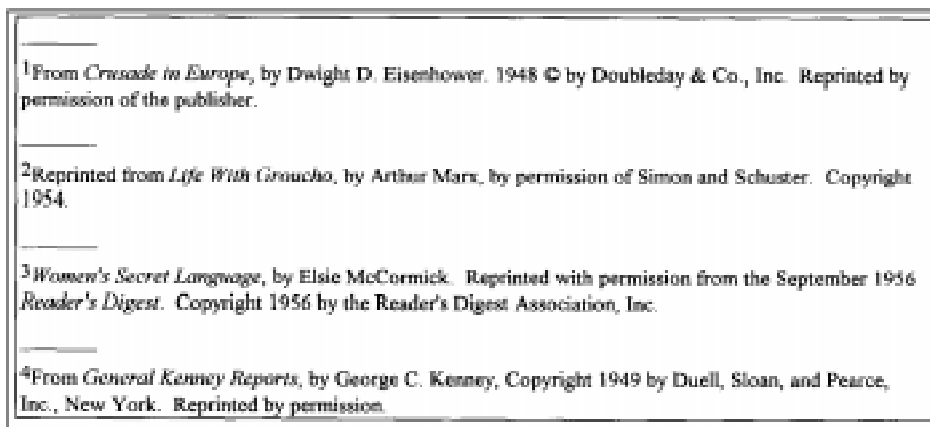 1From Crusade in Europe, by Dwight D. Eisenhower. 1948 © by Doubleday & Co., Inc. Reprinted by
permission of the publisher.
2Reprinted from Life With Groucho, by Arthur Marx, by permission of Simon and Schuster. Copyright
1954.
3Women's Secret Language, by Elsie McCormick. Reprinted with permission from the September 1956
Reader's Digest. Copyright 1956 by the Reader's Digest Association, Inc.
4From General Kenney Reports, by George C. Kenney, Copyright 1949 by Duell, Sloan, and Pearce,
Inc., New York. Reprinted by permission.